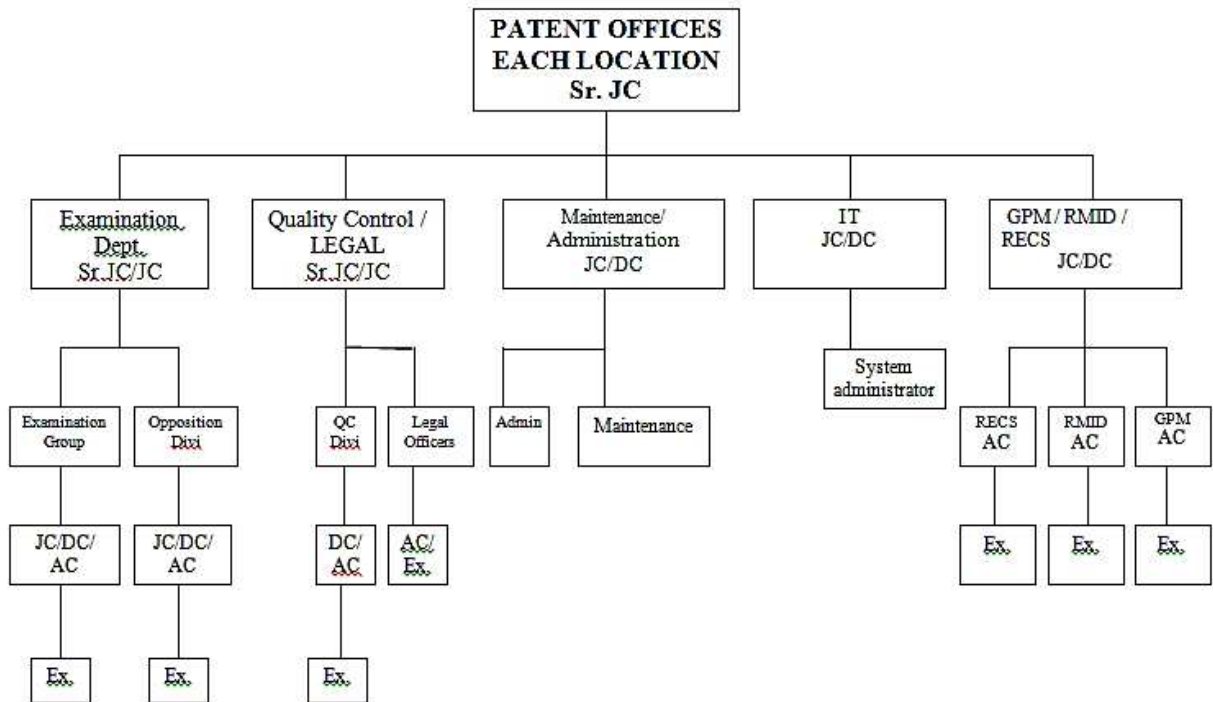 PATENT OFFICES
EACH LOCATION
Sr. JC
Examination
Dept.
Sr.JC/JC
Quality Control /
LEGAL
Sr.JC/JC
Maintenance/
Administration
JC/DC
IT
JC/DC
GPM / RMID /
RECS
JC/DC
System
administrator
Examination
Group
Opposition
Divi
QC
Divi
Legal
Officers
Admin
Maintenance
RECS
AC
RMID
AC
GPM
AC
JC/DC/
AC
JC/DC/
AC
DC/
AC
AC/
Ex.
Ex.
Ex.
Ex.
Ex.
Ex.
Ex.